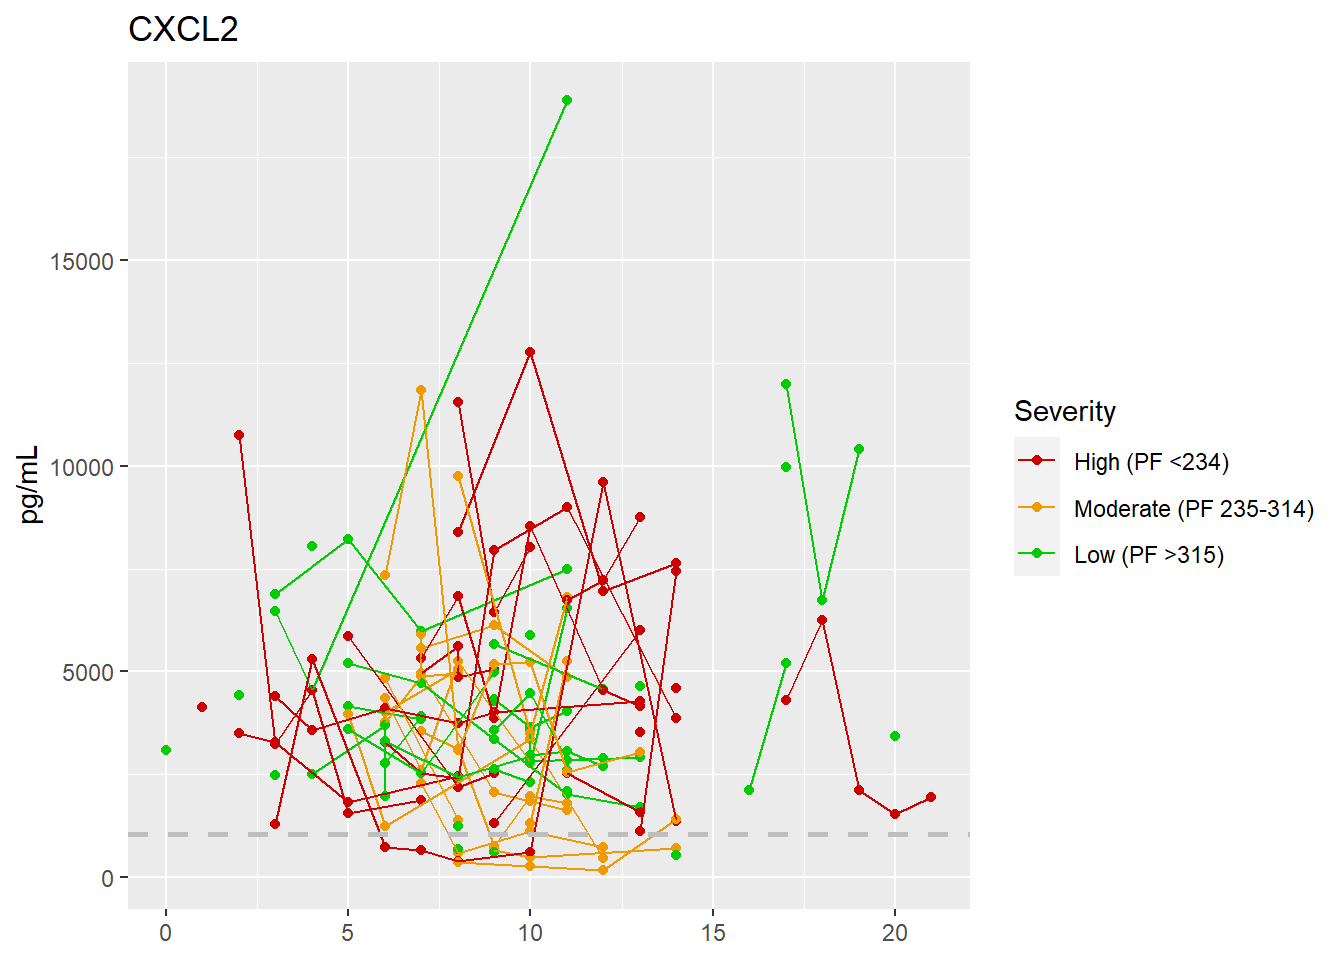 CXCL2
15000
10000
5000
0
pg/mL
0
5
10
15
20
Severity
High (PF <234)
Moderate (PF 235-314)
Low (PF >315)